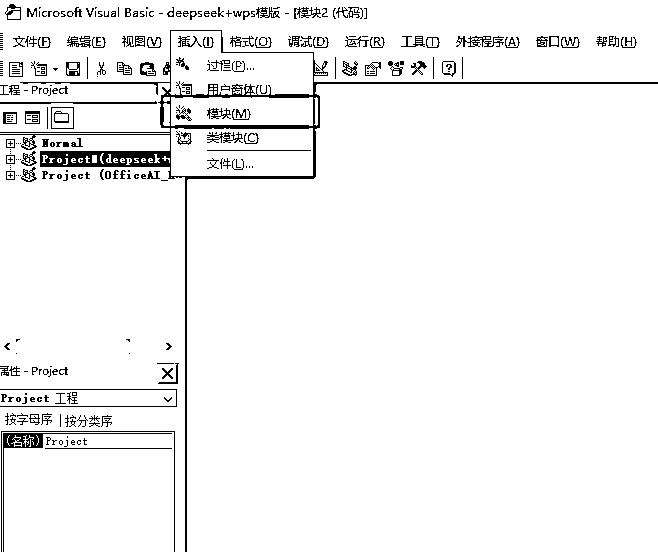 Microsoft Visual Basic - deepseek+wps模版 - [模块2 (代码)]
文件(F) 编辑(E) 视图(V) 插入(I) 格式(O) 调试(D) 运行(R) 工具(T) 外接程序(A) 窗口(W) 帮助(H)
过程(P)...
工程 - Project
用户窗体(U)
模块(M)
类模块(C)
文件(L)...
Normal
Project (deepseek+w
Project (OfficeAI_
属性 - Project
Project 工程
按字母序 按分类序
(名称) Project